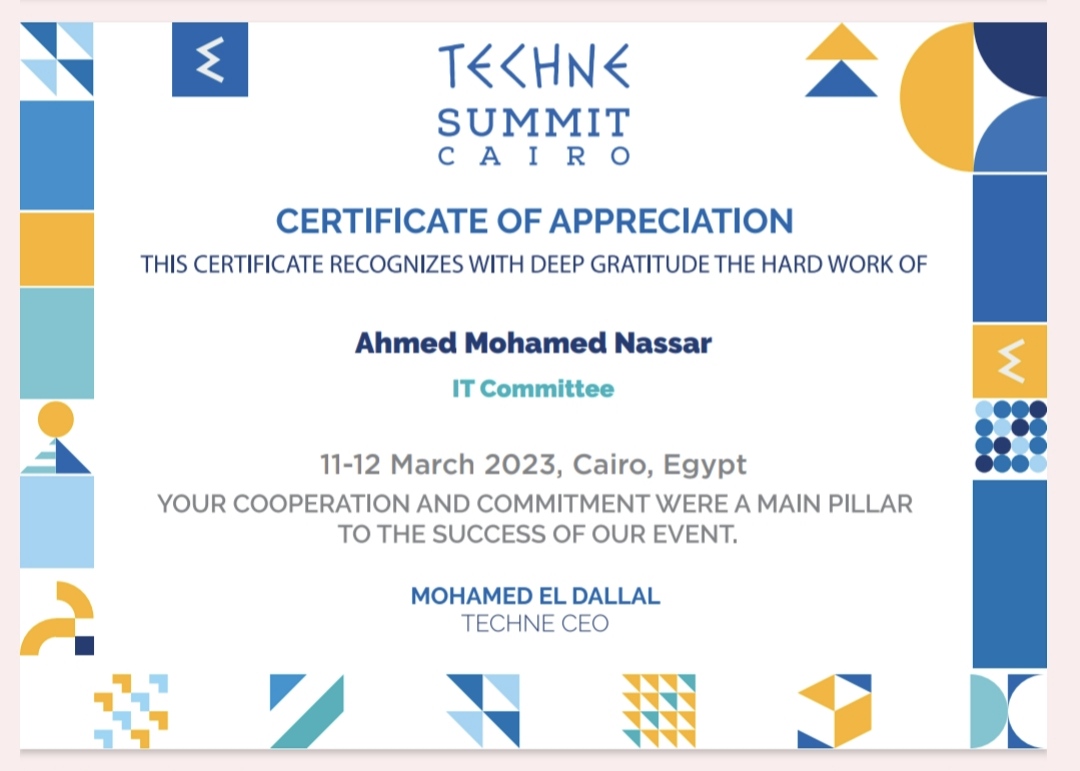 TECHNE
SUMMIT
CAIRO
CERTIFICATE OF APPRECIATION
THIS CERTIFICATE RECOGNIZES WITH DEEP GRATITUDE THE HARD WORK OF
Ahmed Mohamed Nassar
IT Committee
11-12 March 2023, Cairo, Egypt
YOUR COOPERATION AND COMMITMENT WERE A MAIN PILLAR
TO THE SUCCESS OF OUR EVENT.
MOHAMED EL DALLAL
TECHNE CEO